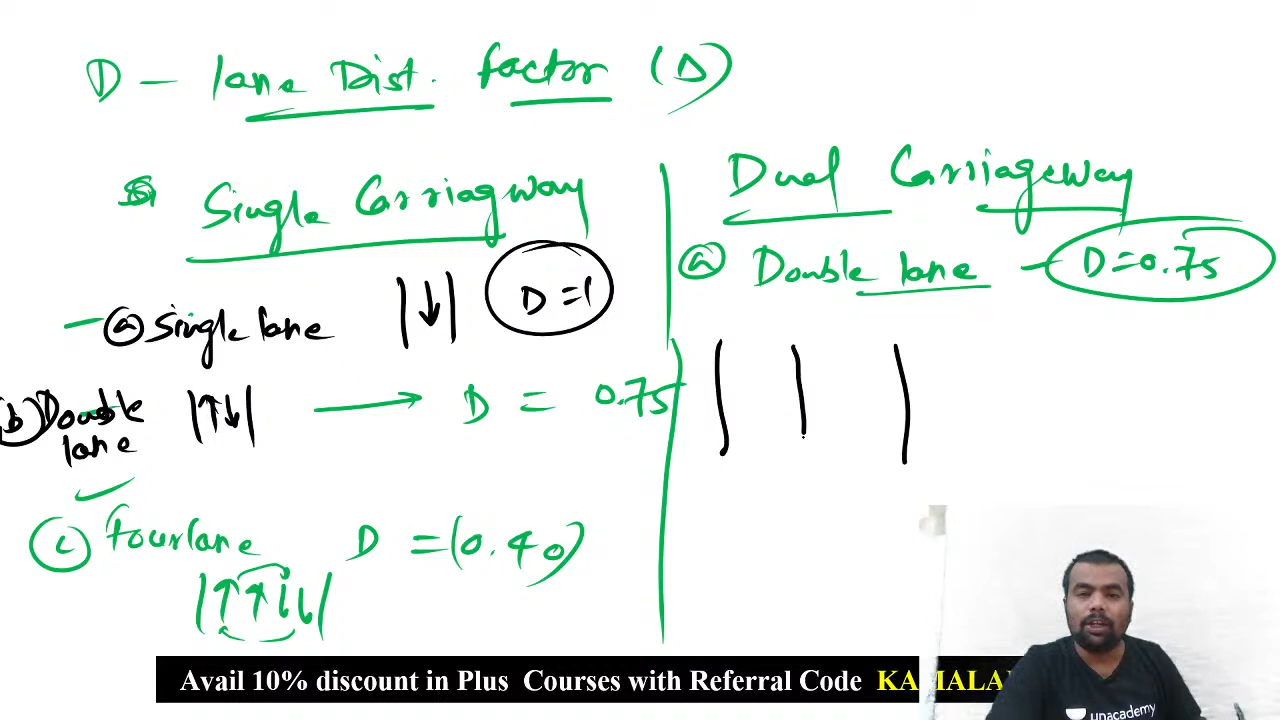 D - lane Dist. factor (D)
Single Carriagway
(a) Single lane D = 1
(b) Double lane → D = 0.75
(c) Fourlane D = (0.40)
Dual Carriageway
(a) Double lane - D = 0.75
Avail 10% discount in Plus Courses with Referral Code
unacademy